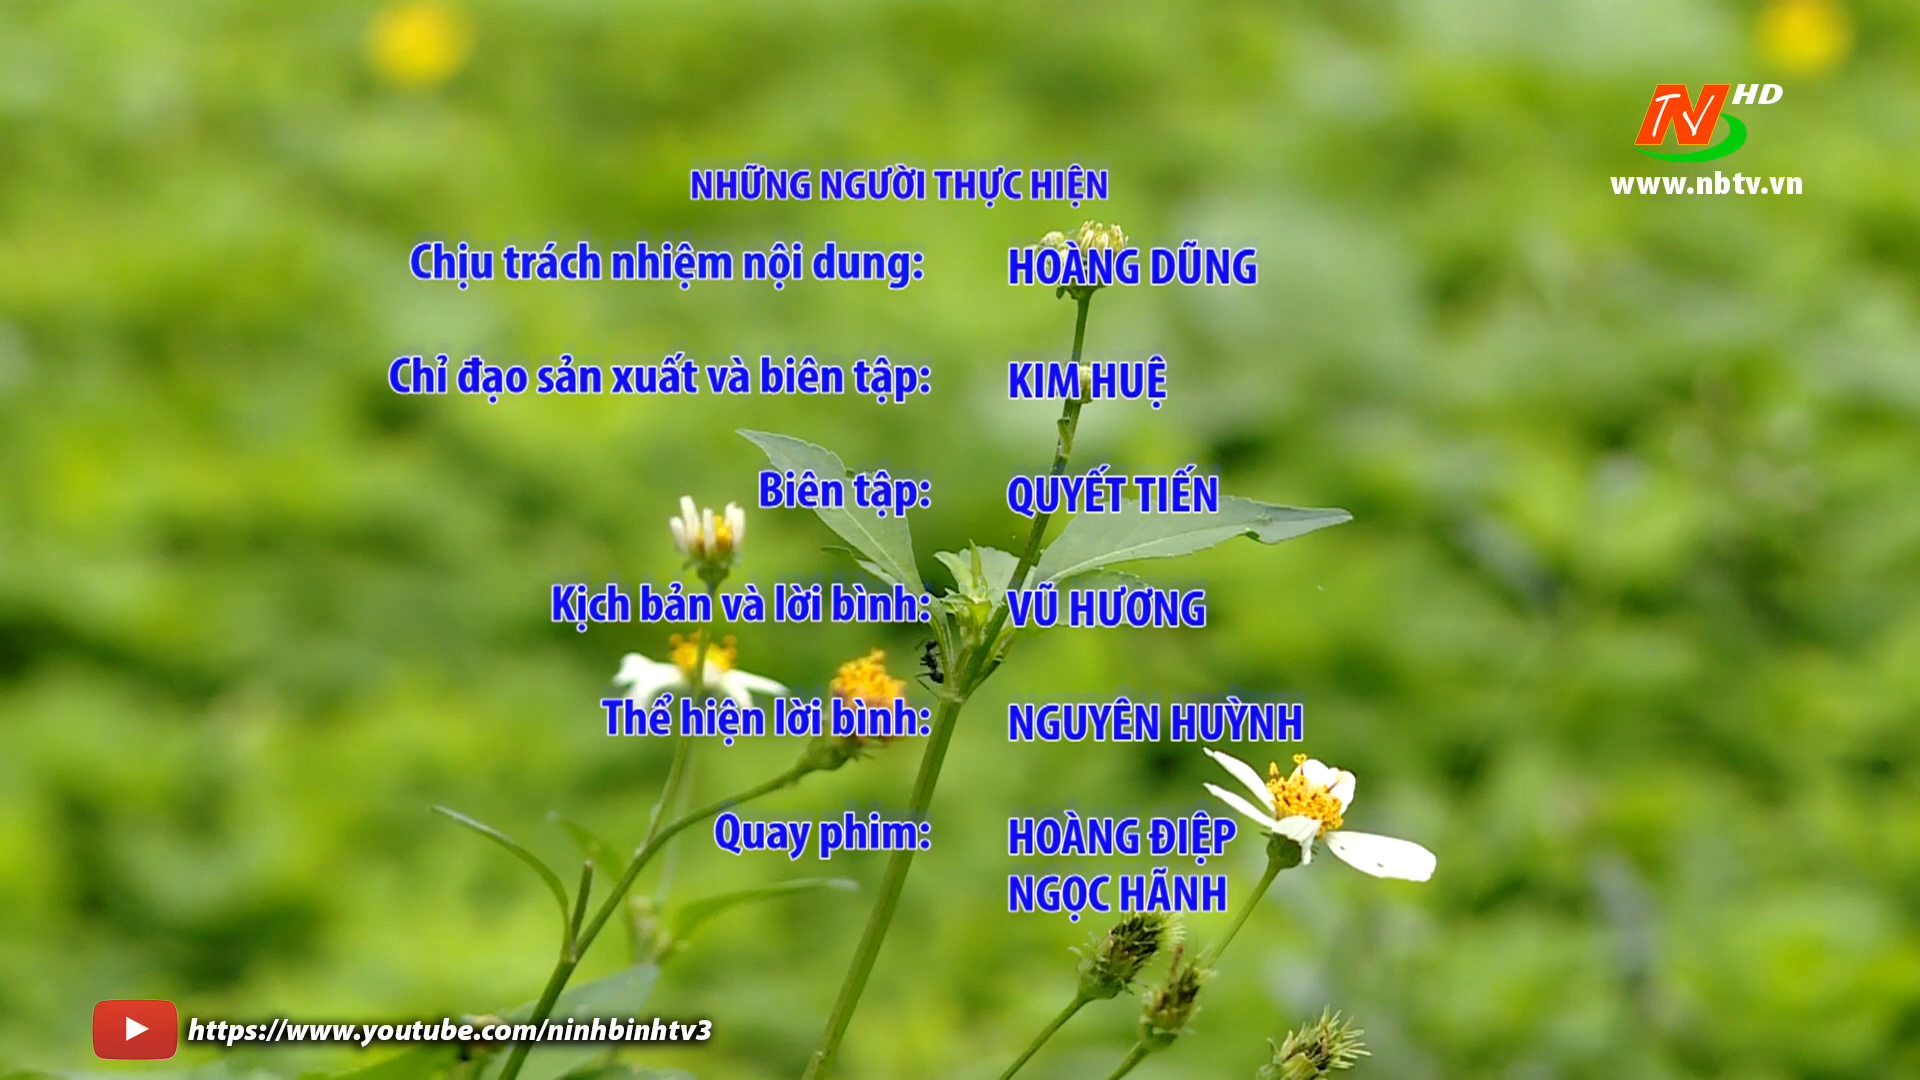 TV N HD
www.nbtv.vn
NHỮNG NGƯỜI THỰC HIỆN
Chịu trách nhiệm nội dung: HOÀNG DŨNG
Chỉ đạo sản xuất và biên tập: KIM HUỆ
Biên tập: QUYẾT TIẾN
Kịch bản và lời bình: VŨ HƯƠNG
Thể hiện lời bình: NGUYÊN HUỲNH
Quay phim: HOÀNG ĐIỆP
NGỌC HÃNH
https://www.youtube.com/ninhbinhtv3